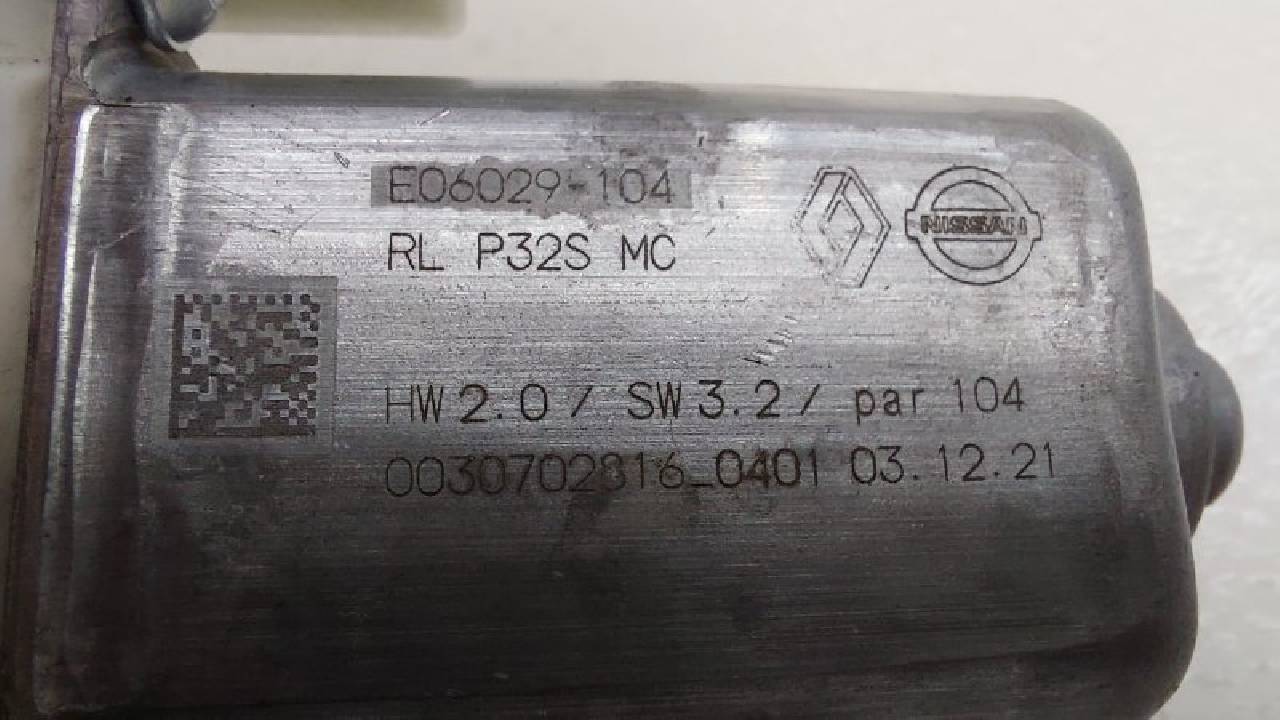 E06029-104
RL P32S MC
NISSAN
HW 2.0 / SW 3.2 / par 104
0030702816_0401 03.12.21